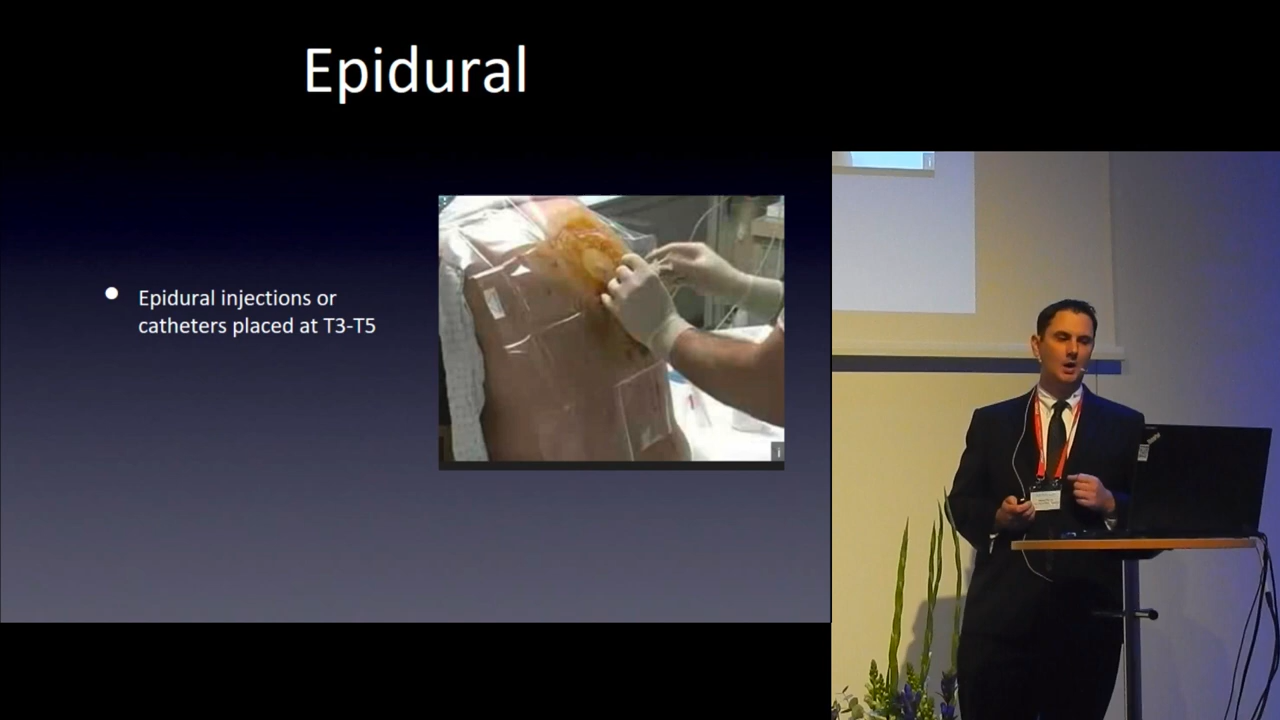 Epidural
Epidural injections or
catheters placed at T3-T5